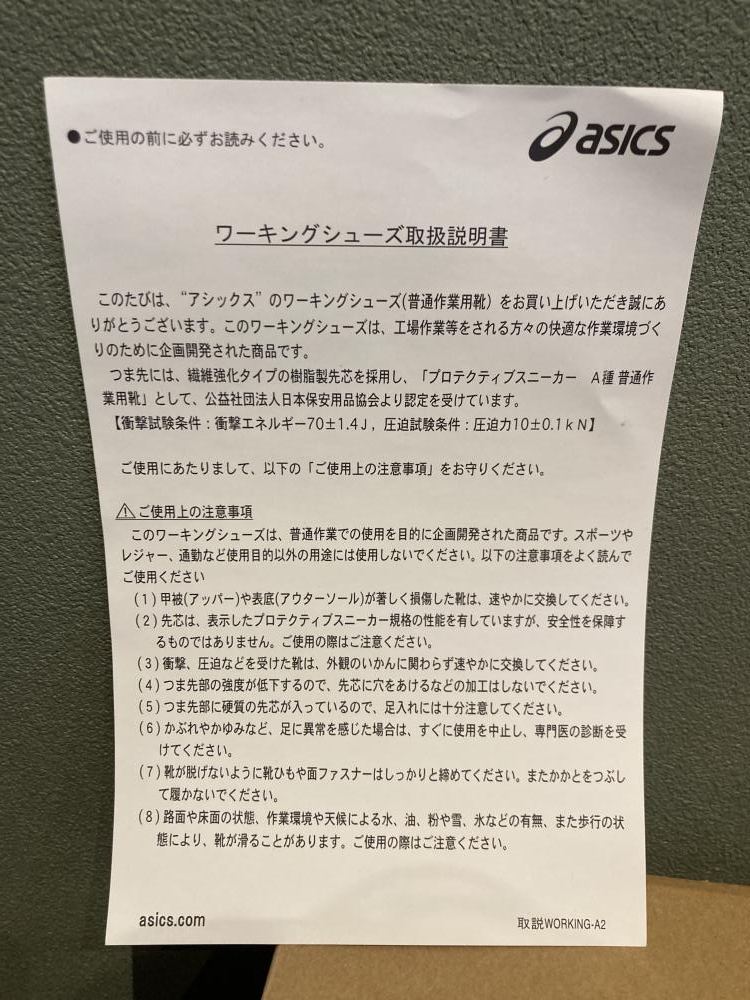 ●ご使用の前に必ずお読みください。
asics
ワーキングシューズ取扱説明書
このたびは、“アシックス”のワーキングシューズ(普通作業用靴）をお買い上げいただき誠にあ
りがとうございます。このワーキングシューズは、工場作業等をされる方々の快適な作業環境づく
りのために企画開発された商品です。
つま先には、繊維強化タイプの樹脂製先芯を採用し、「プロテクティブスニーカー　A種 普通作
業用靴」として、公益社団法人日本保安用品協会より認定を受けています。
【衝撃試験条件：衝撃エネルギー70±1.4J，圧迫試験条件：圧迫力10±0.1kN】
ご使用にあたりまして、以下の「ご使用上の注意事項」をお守りください。
⚠ご使用上の注意事項
このワーキングシューズは、普通作業での使用を目的に企画開発された商品です。スポーツや
レジャー、通勤など使用目的以外の用途には使用しないでください。以下の注意事項をよく読んで
ご使用ください
(1)甲被(アッパー)や表底(アウターソール)が著しく損傷した靴は、速やかに交換してください。
(2)先芯は、表示したプロテクティブスニーカー規格の性能を有していますが、安全性を保障す
るものではありません。ご使用の際はご注意ください。
(3)衝撃、圧迫などを受けた靴は、外観のいかんに関わらず速やかに交換してください。
(4)つま先部の強度が低下するので、先芯に穴をあけるなどの加工はしないでください。
(5)つま先部に硬質の先芯が入っているので、足入れには十分注意してください。
(6)かぶれやかゆみなど、足に異常を感じた場合は、すぐに使用を中止し、専門医の診断を受
けてください。
(7)靴が脱げないように靴ひもや面ファスナーはしっかりと締めてください。またかかとをつぶし
て履かないでください。
(8)路面や床面の状態、作業環境や天候による水、油、粉や雪、氷などの有無、また歩行の状
態により、靴が滑ることがあります。ご使用の際はご注意ください。
asics.com
取説WORKING-A2